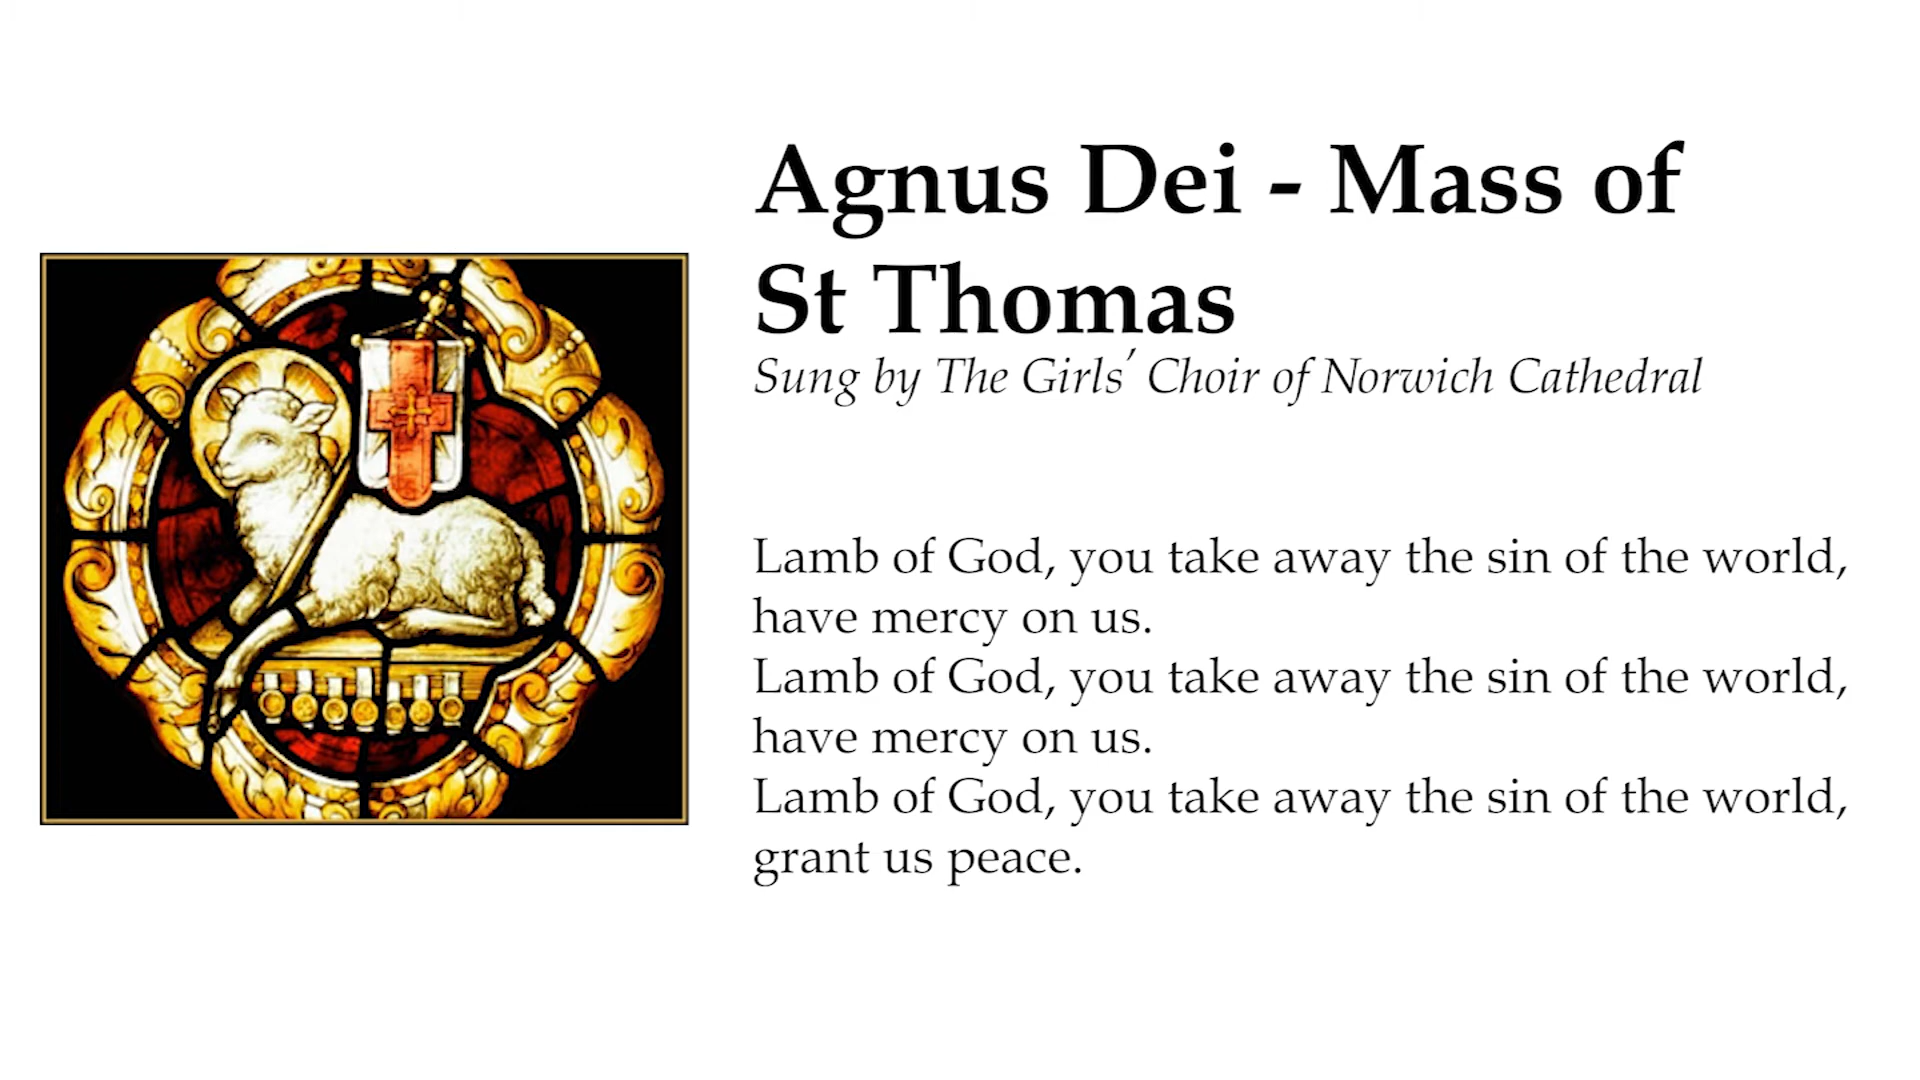 Agnus Dei - Mass of
St Thomas
Sung by The Girls' Choir of Norwich Cathedral
Lamb of God, you take away the sin of the world,
have mercy on us.
Lamb of God, you take away the sin of the world,
have mercy on us.
Lamb of God, you take away the sin of the world,
grant us peace.